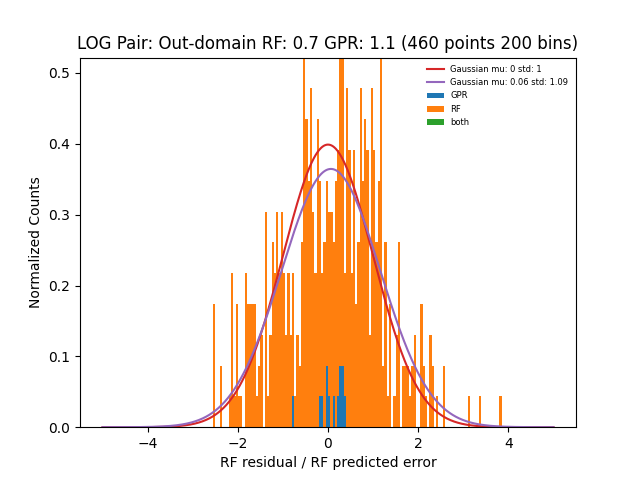 LOG Pair: Out-domain RF: 0.7 GPR: 1.1 (460 points 200 bins)
Gaussian mu: 0 std: 1
Gaussian mu: 0.06 std: 1.09
GPR
RF
both
0.5
0.4
0.3
0.2
0.1
0.0
Normalized Counts
−4 −2 0 2 4
RF residual / RF predicted error